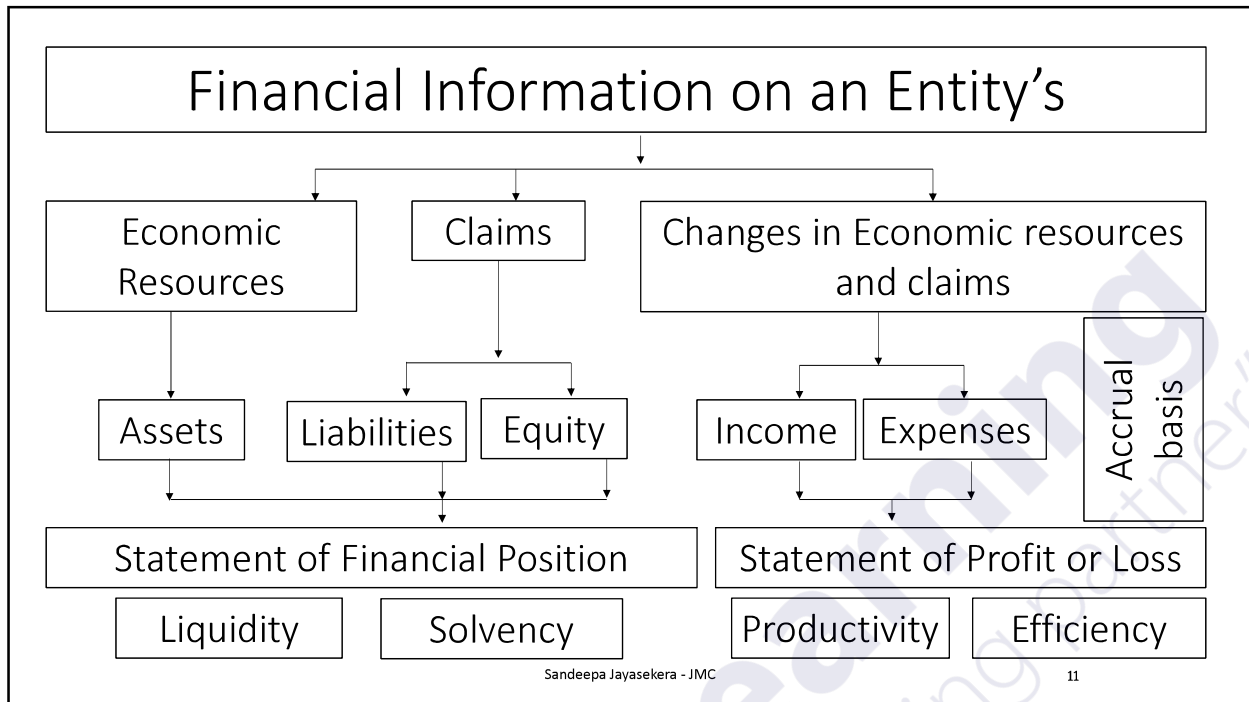 Financial Information on an Entity’s
Economic
Resources
Claims
Changes in Economic resources
and claims
Accrual
basis
Assets
Liabilities
Equity
Income
Expenses
Statement of Financial Position
Statement of Profit or Loss
Liquidity
Solvency
Productivity
Efficiency
Sandeepa Jayasekera - JMC
11